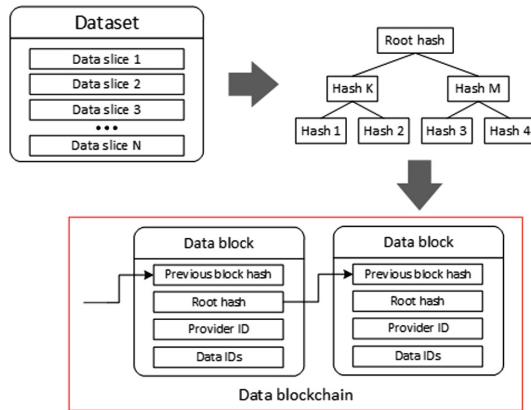 Dataset
Data slice 1
Data slice 2
Data slice 3
...
Data slice N
Root hash
Hash K
Hash M
Hash 1
Hash 2
Hash 3
Hash 4
Data block
Previous block hash
Root hash
Provider ID
Data IDs
Data block
Previous block hash
Root hash
Provider ID
Data IDs
Data blockchain